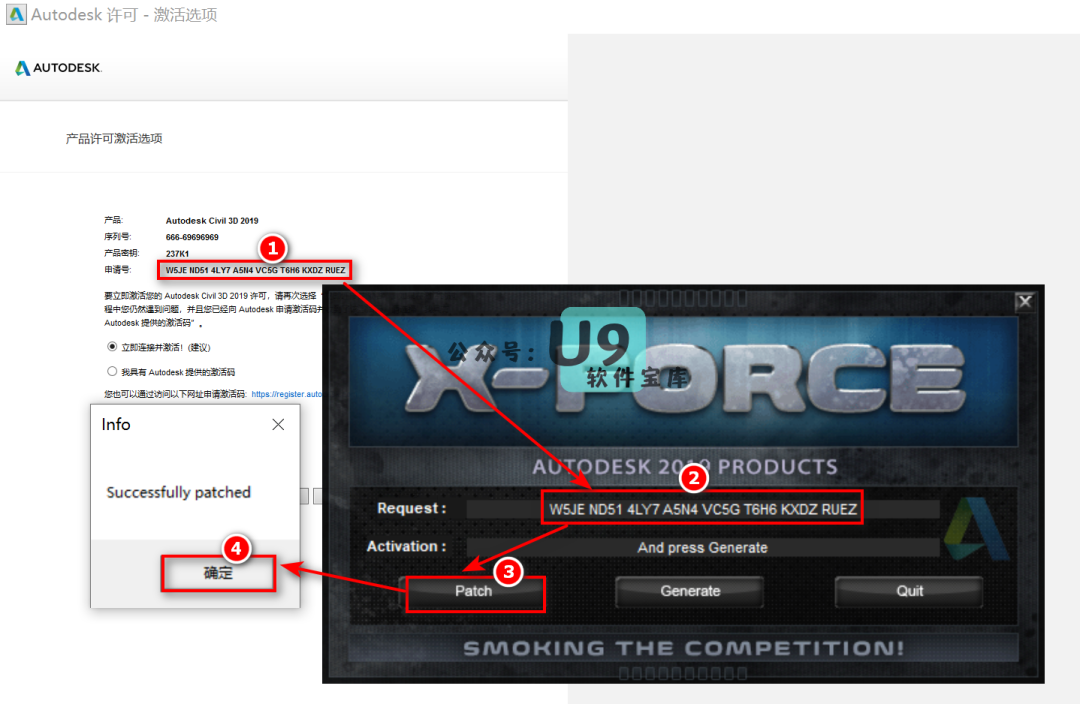 Autodesk 许可 - 激活选项
AUTODESK.
产品许可激活选项
产品: Autodesk Civil 3D 2019
序列号: 666-69696969
产品密钥: 237K1
申请号: W5JE ND51 4LY7 A5N4 VC5G T6H6 KXDZ RUEZ
1
要立即激活您的 Autodesk Civil 3D 2019 许可，请再次选择
程中您仍然遇到问题，并且您已经向 Autodesk 申请激活码并
Autodesk 提供的激活码”。
立即连接并激活! (建议)
我具有 Autodesk 提供的激活码
您也可以通过访问以下网址申请激活码: https://register.auto
Info
Successfully patched
4
确定
X-FORCE
公众号: U9
软件宝库
AUTODESK 2019 PRODUCTS
2
Request : W5JE ND51 4LY7 A5N4 VC5G T6H6 KXDZ RUEZ
Activation : And press Generate
3
Patch Generate Quit
SMOKING THE COMPETITION!